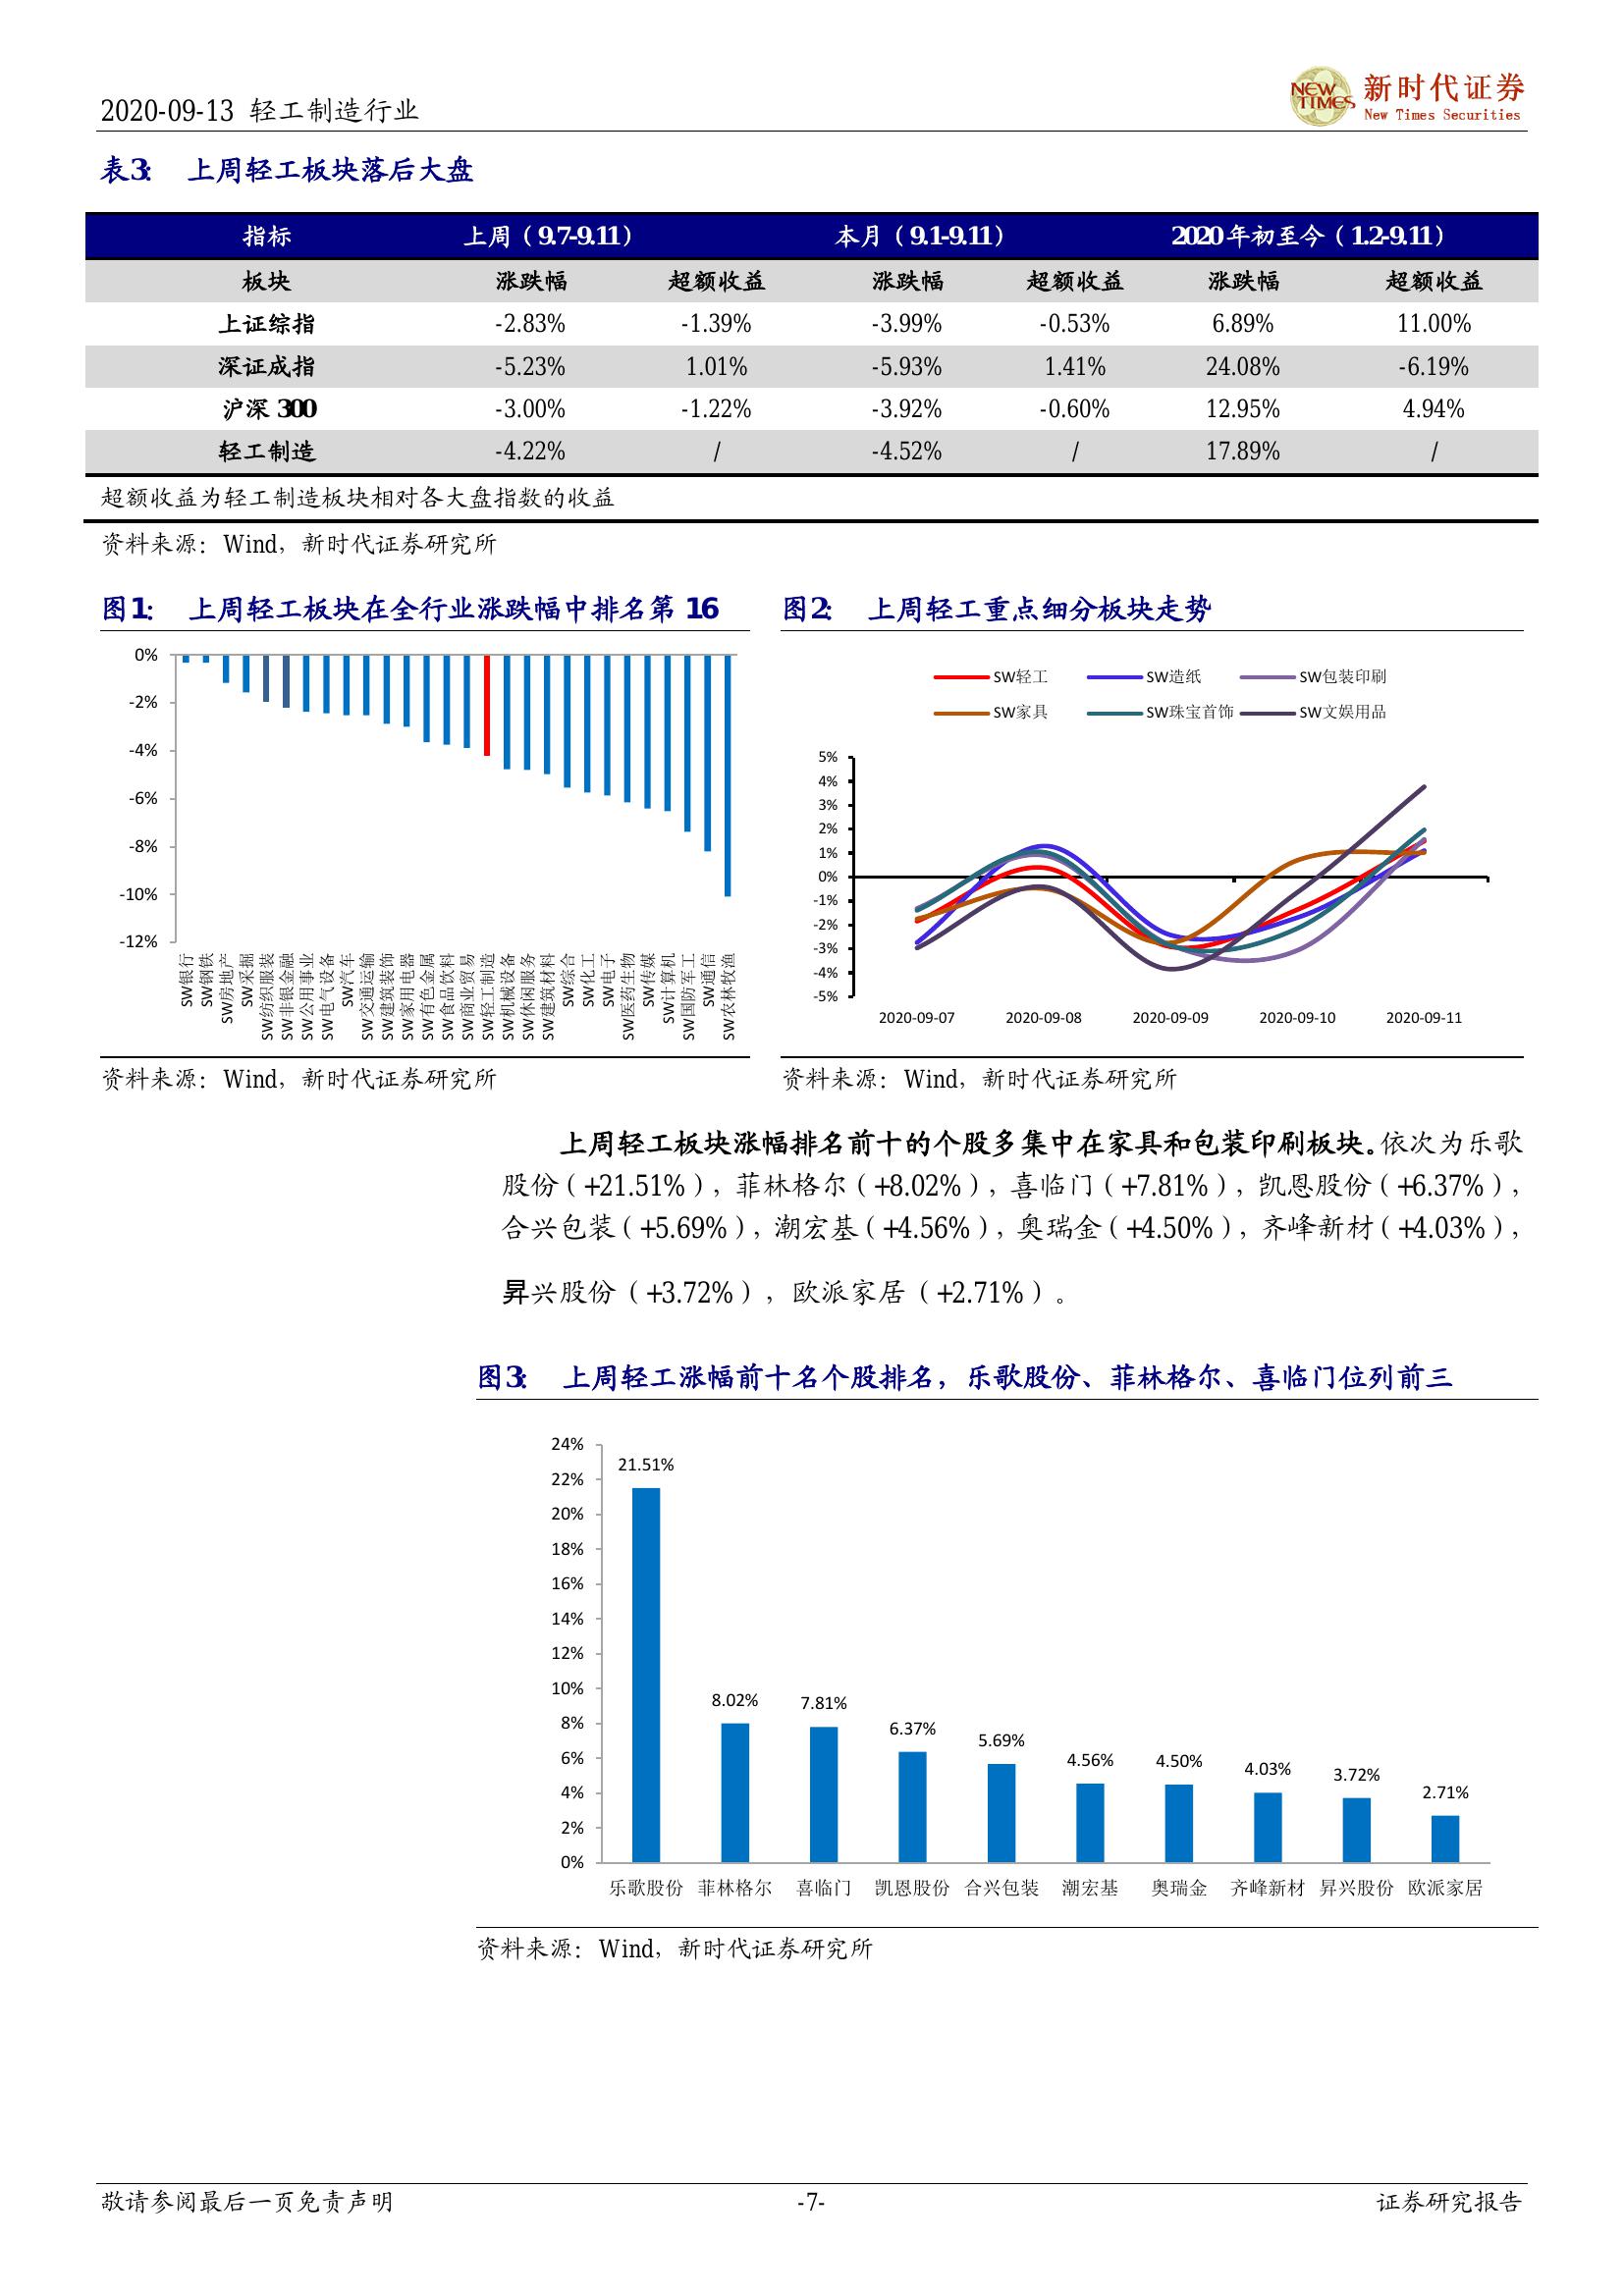 2020-09-13 轻工制造行业
NEW TIMES
新时代证券
New Times Securities
表3: 上周轻工板块落后大盘
指标 上周（9.7-9.11） 本月（9.1-9.11） 2020年初至今（1.2-9.11）
板块 涨跌幅 超额收益 涨跌幅 超额收益 涨跌幅 超额收益
上证综指 -2.83% -1.39% -3.99% -0.53% 6.89% 11.00%
深证成指 -5.23% 1.01% -5.93% 1.41% 24.08% -6.19%
沪深300 -3.00% -1.22% -3.92% -0.60% 12.95% 4.94%
轻工制造 -4.22% / -4.52% / 17.89% /
超额收益为轻工制造板块相对各大盘指数的收益
资料来源：Wind，新时代证券研究所
图1: 上周轻工板块在全行业涨跌幅中排名第 16
0%
-2%
-4%
-6%
-8%
-10%
-12%
SW银行
SW钢铁
SW房地产
SW采掘
SW纺织服装
SW非银金融
SW公用事业
SW电气设备
SW汽车
SW交通运输
SW建筑装饰
SW家用电器
SW有色金属
SW食品饮料
SW商业贸易
SW轻工制造
SW机械设备
SW休闲服务
SW建筑材料
SW综合
SW化工
SW电子
SW医药生物
SW传媒
SW计算机
SW国防军工
SW通信
SW农林牧渔
资料来源：Wind，新时代证券研究所
图2: 上周轻工重点细分板块走势
SW轻工 SW造纸 SW包装印刷
SW家具 SW珠宝首饰 SW文娱用品
5%
4%
3%
2%
1%
0%
-1%
-2%
-3%
-4%
-5%
2020-09-07 2020-09-08 2020-09-09 2020-09-10 2020-09-11
资料来源：Wind，新时代证券研究所
上周轻工板块涨幅排名前十的个股多集中在家具和包装印刷板块。依次为乐歌
股份（+21.51%），菲林格尔（+8.02%），喜临门（+7.81%），凯恩股份（+6.37%），
合兴包装（+5.69%），潮宏基（+4.56%），奥瑞金（+4.50%），齐峰新材（+4.03%），
昇兴股份（+3.72%），欧派家居（+2.71%）。
图3: 上周轻工涨幅前十名个股排名，乐歌股份、菲林格尔、喜临门位列前三
24%
22%
20%
18%
16%
14%
12%
10%
8%
6%
4%
2%
0%
21.51% 8.02% 7.81% 6.37% 5.69% 4.56% 4.50% 4.03% 3.72% 2.71%
乐歌股份 菲林格尔 喜临门 凯恩股份 合兴包装 潮宏基 奥瑞金 齐峰新材 昇兴股份 欧派家居
资料来源：Wind，新时代证券研究所
敬请参阅最后一页免责声明 -7- 证券研究报告